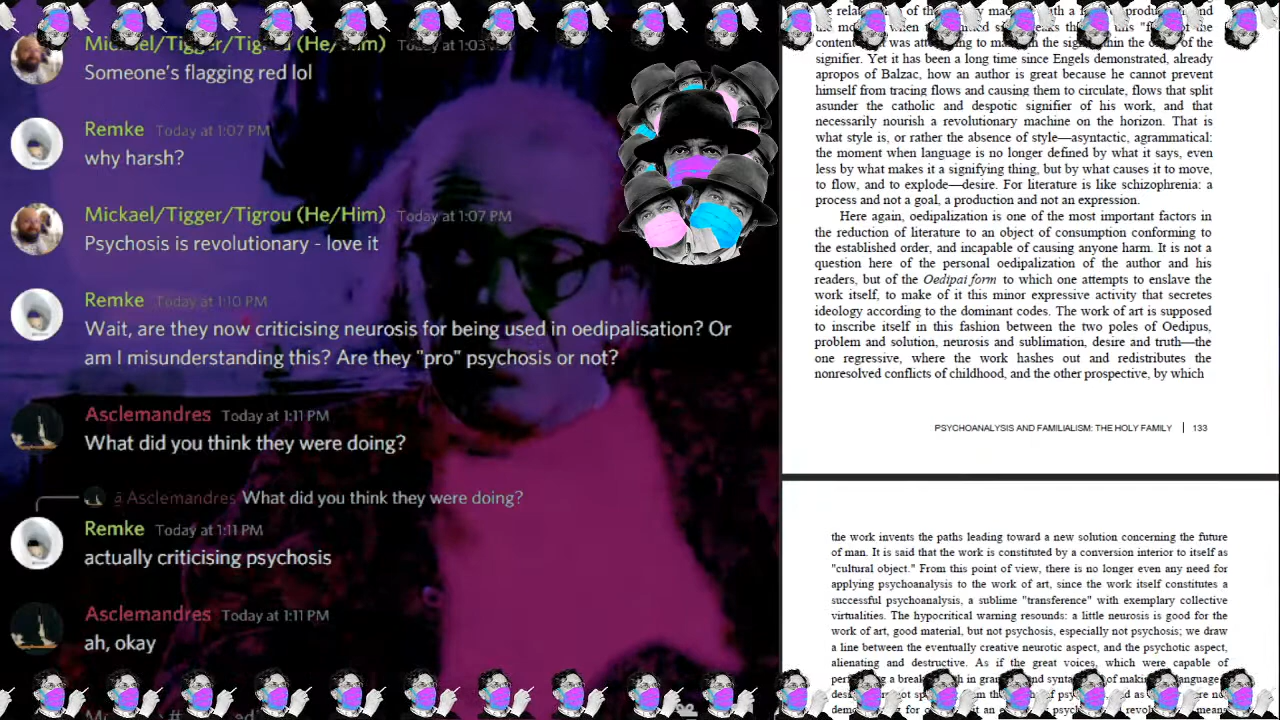 Mickael/Tigger/Tigrou (He/Him) Today at 1:03
Someone's flagging red lol
Remke Today at 1:07 PM
why harsh?
Mickael/Tigger/Tigrou (He/Him) Today at 1:07 PM
Psychosis is revolutionary - love it
Remke Today at 1:10 PM
Wait, are they now criticising neurosis for being used in oedipalisation? Or
am I misunderstanding this? Are they "pro" psychosis or not?
Asclemandres Today at 1:11 PM
What did you think they were doing?
Asclemandres What did you think they were doing?
Remke Today at 1:11 PM
actually criticising psychosis
Asclemandres Today at 1:11 PM
ah, okay
of the
when this
content was within the of the
signifier. Yet it has been a long time since Engels demonstrated, already
apropos of Balzac, how an author is great because he cannot prevent
himself from tracing flows and causing them to circulate, flows that split
asunder the catholic and despotic signifier of his work, and that
necessarily nourish a revolutionary machine on the horizon. That is
what style is, or rather the absence of style—asyntactic, agrammatical:
the moment when language is no longer defined by what it says, even
less by what makes it a signifying thing, but by what causes it to move,
to flow, and to explode—desire. For literature is like schizophrenia: a
process and not a goal, a production and not an expression.
Here again, oedipalization is one of the most important factors in
the reduction of literature to an object of consumption conforming to
the established order, and incapable of causing anyone harm. It is not a
question here of the personal oedipalization of the author and his
readers, but of the Oedipal form to which one attempts to enslave the
work itself, to make of it this minor expressive activity that secretes
ideology according to the dominant codes. The work of art is supposed
to inscribe itself in this fashion between the two poles of Oedipus,
problem and solution, neurosis and sublimation, desire and truth—the
one regressive, where the work hashes out and redistributes the
nonresolved conflicts of childhood, and the other prospective, by which
PSYCHOANALYSIS AND FAMILIALISM: THE HOLY FAMILY | 133
the work invents the paths leading toward a new solution concerning the future
of man. It is said that the work is constituted by a conversion interior to itself as
"cultural object." From this point of view, there is no longer even any need for
applying psychoanalysis to the work of art, since the work itself constitutes a
successful psychoanalysis, a sublime "transference" with exemplary collective
virtualities. The hypocritical warning resounds: a little neurosis is good for the
work of art, good material, but not psychosis, especially not psychosis; we draw
a line between the eventually creative neurotic aspect, and the psychotic aspect,
alienating and destructive. As if the great voices, which were capable of
a in and of language